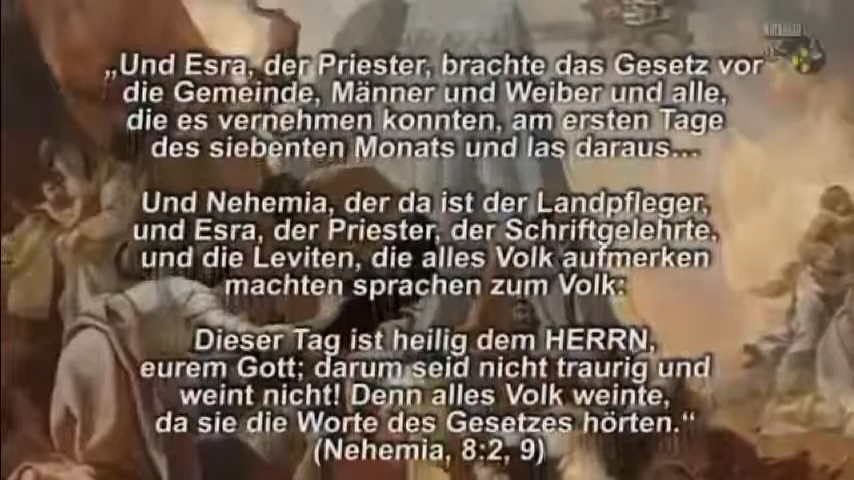 „Und Esra, der Priester, brachte das Gesetz vor
die Gemeinde, Männer und Weiber und alle,
die es vernehmen konnten, am ersten Tage
des siebenten Monats und las daraus...
Und Nehemia, der da ist der Landpfleger,
und Esra, der Priester, der Schriftgelehrte,
und die Leviten, die alles Volk aufmerken
machten sprachen zum Volk:
Dieser Tag ist heilig dem HERRN,
eurem Gott; darum seid nicht traurig und
weint nicht! Denn alles Volk weinte,
da sie die Worte des Gesetzes hörten.“
(Nehemia, 8:2, 9)